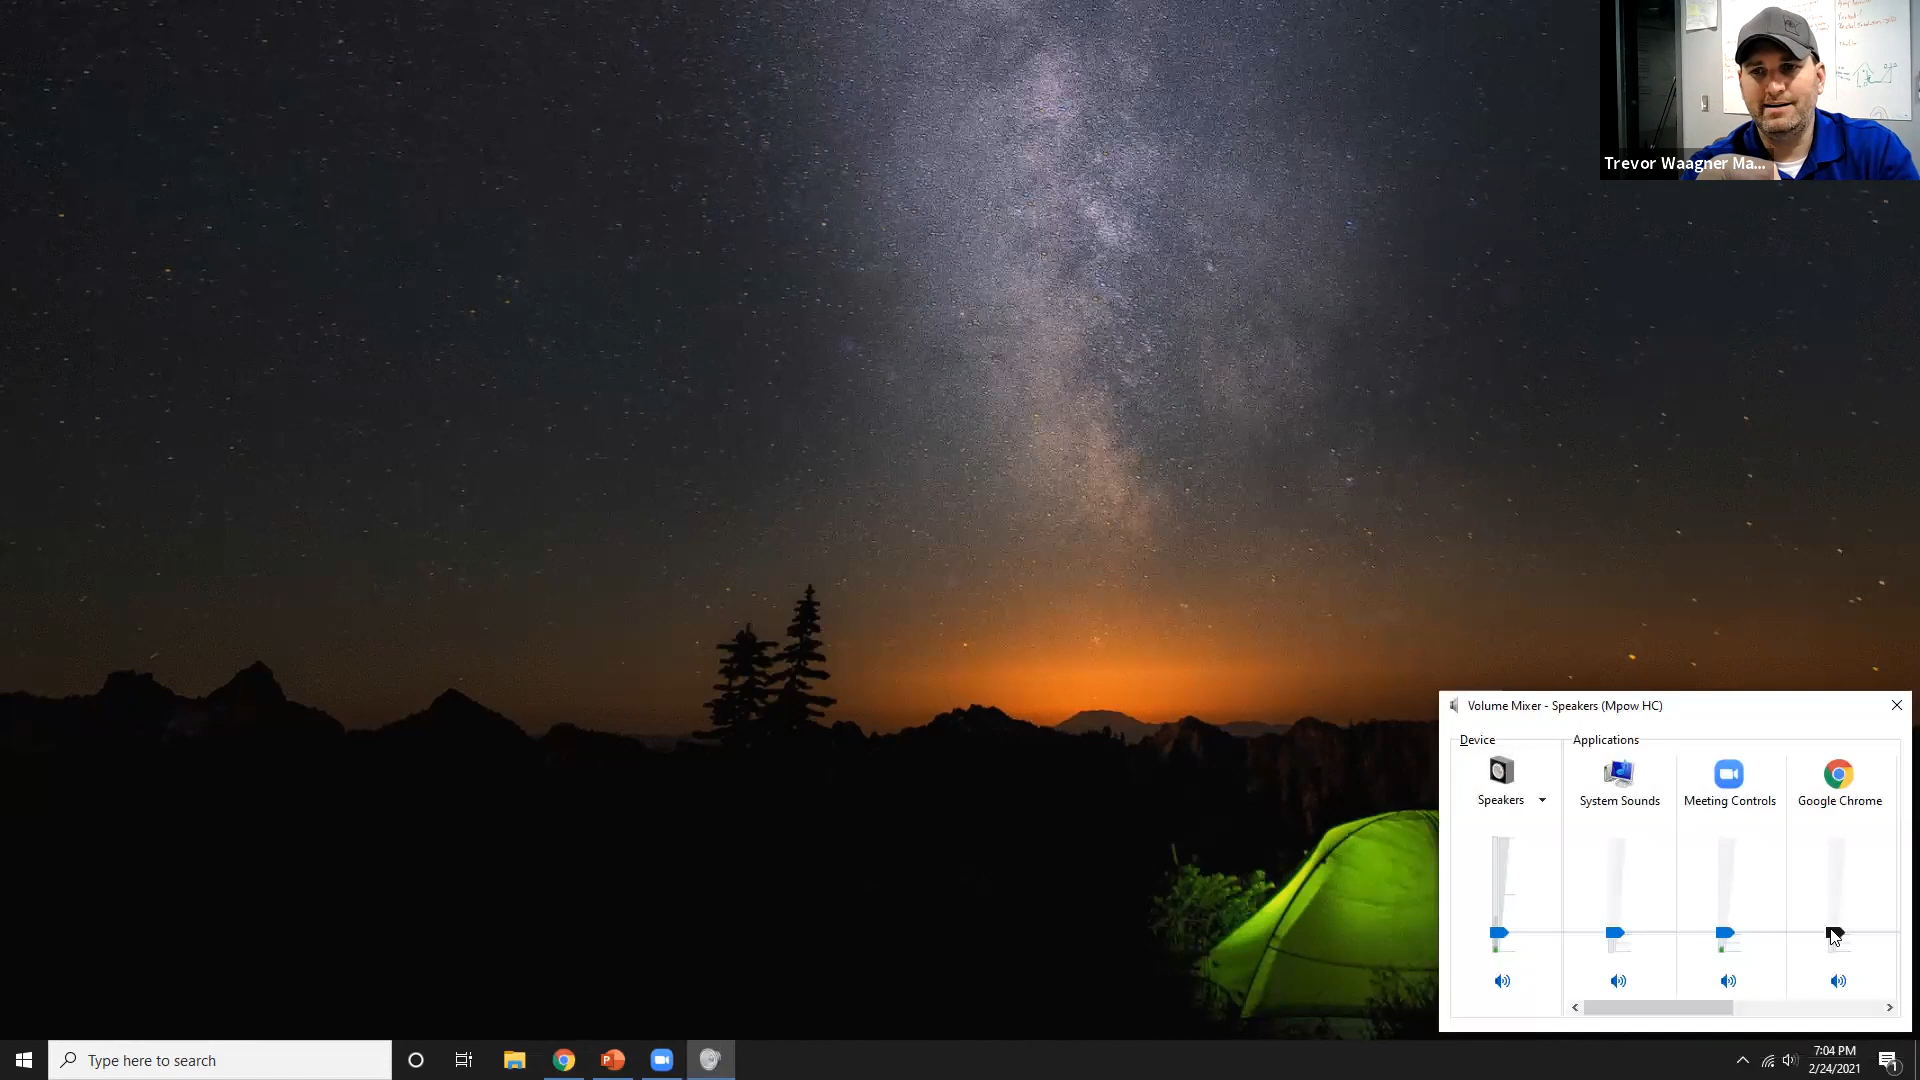 Trevor Waagner Ma...
Volume Mixer - Speakers (Mpow HC)
Device
Applications
Speakers
System Sounds
Meeting Controls
Google Chrome
Type here to search
7:04 PM
2/24/2021
1